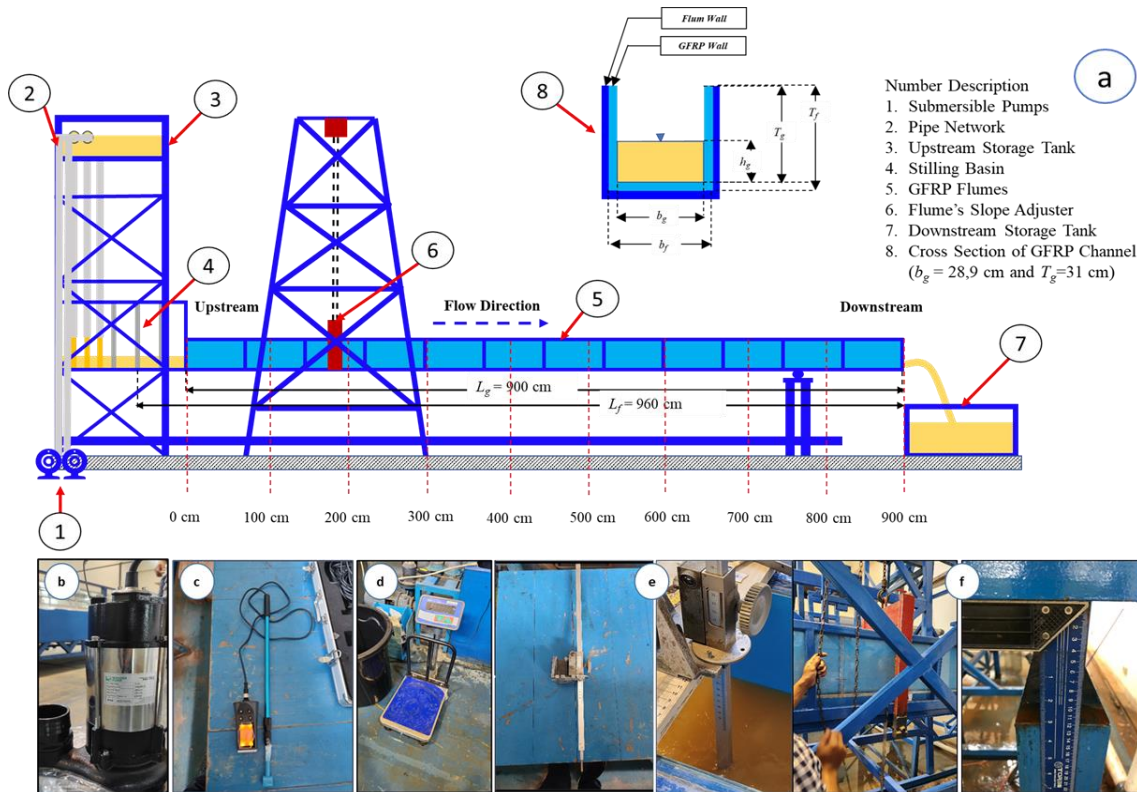 Flum Wall
GFRP Wall
a
2
3
8
Number Description
1. Submersible Pumps
2. Pipe Network
3. Upstream Storage Tank
4. Stilling Basin
5. GFRP Flumes
6. Flume's Slope Adjuster
7. Downstream Storage Tank
8. Cross Section of GFRP Channel
(bg = 28,9 cm and Tg=31 cm)
Tg
Tf
hg
bg
bf
4
6
Upstream
Flow Direction
5
Downstream
7
Lg = 900 cm
Lf = 960 cm
0 cm
100 cm
200 cm
300 cm
400 cm
500 cm
600 cm
700 cm
800 cm
900 cm
1
b
c
d
e
f